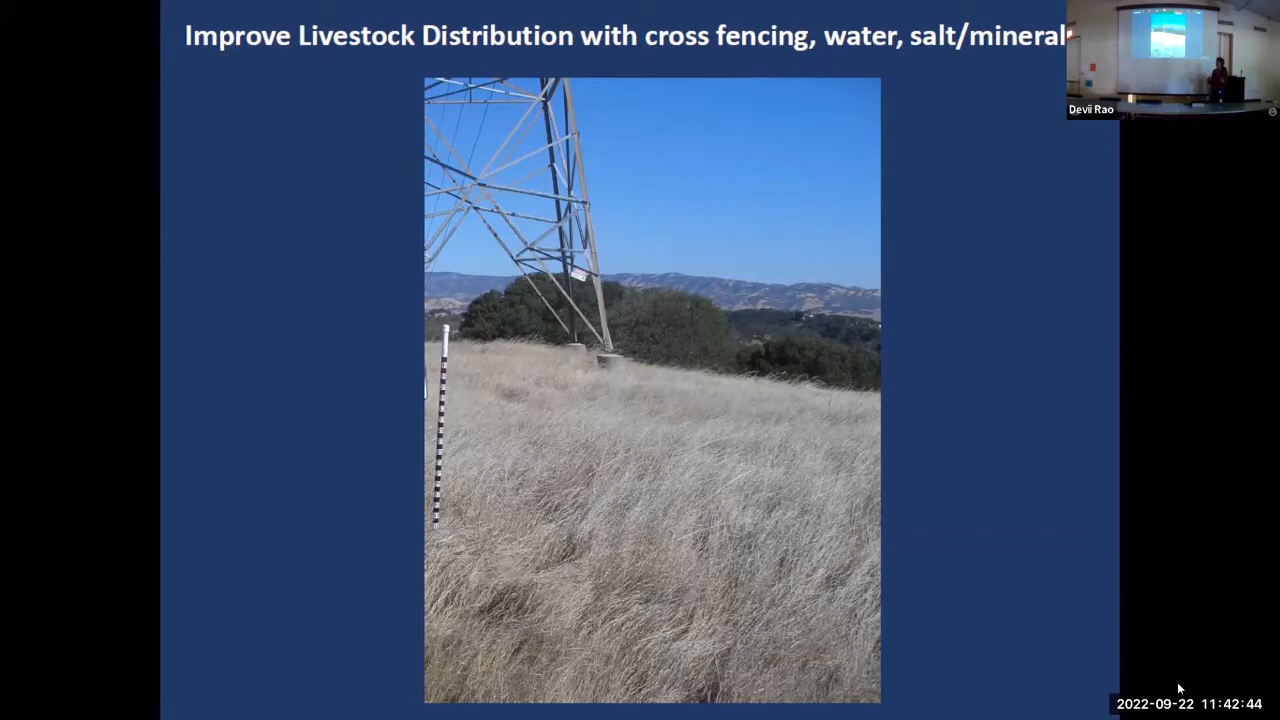 Improve Livestock Distribution with cross fencing, water, salt/mineral
Devii Rao
2022-09-22 11:42:44